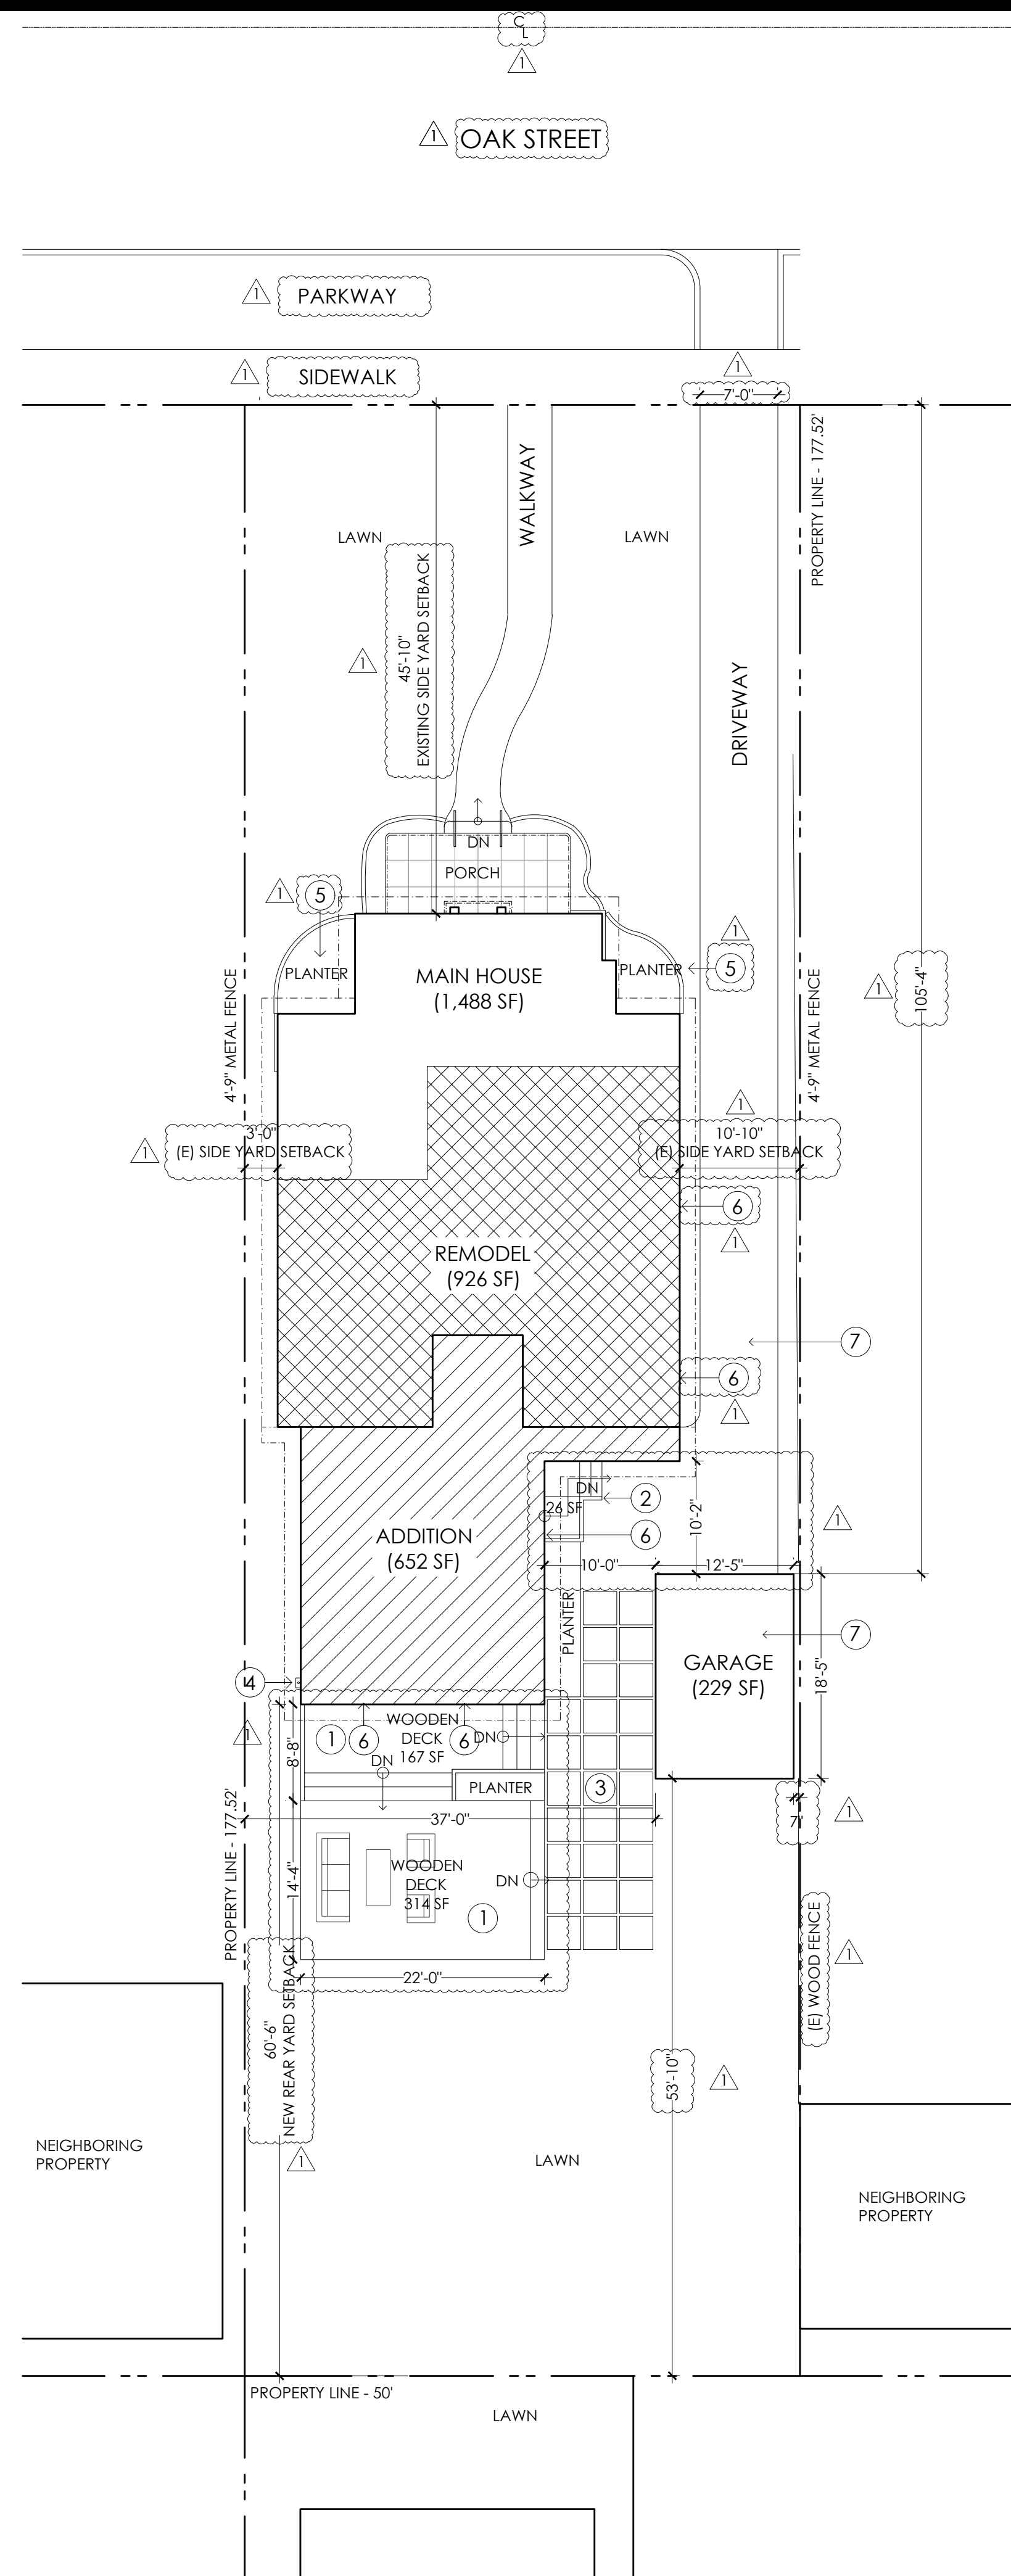 C
L
1
1
OAK STREET
1
PARKWAY
1
SIDEWALK
1
7'-0"
PROPERTY LINE - 177.52'
WALKWAY
LAWN
LAWN
1
45'-10"
EXISTING SIDE YARD SETBACK
DRIVEWAY
DN
PORCH
1
5
PLANTER
MAIN HOUSE
(1,488 SF)
PLANTER
1
5
1
105'-4"
4'-9" METAL FENCE
4'-9" METAL FENCE
1
3'-0"
(E) SIDE YARD SETBACK
1
10'-10"
(E) SIDE YARD SETBACK
6
1
REMODEL
(926 SF)
7
6
1
DN
26 SF
2
6
10'-2"
1
ADDITION
(652 SF)
10'-0"
12'-5"
PLANTER
7
GARAGE
(229 SF)
18'-5"
4
1
8'-8"
1
6
WOODEN
DECK
167 SF
6
DN
DN
PLANTER
3
37'-0"
7"
1
PROPERTY LINE - 177.52'
14'-4"
WOODEN
DECK
314 SF
DN
1
22'-0"
(E) WOOD FENCE
1
60'-6"
NEW REAR YARD SETBACK
1
53'-10"
1
NEIGHBORING
PROPERTY
LAWN
NEIGHBORING
PROPERTY
PROPERTY LINE - 50'
LAWN